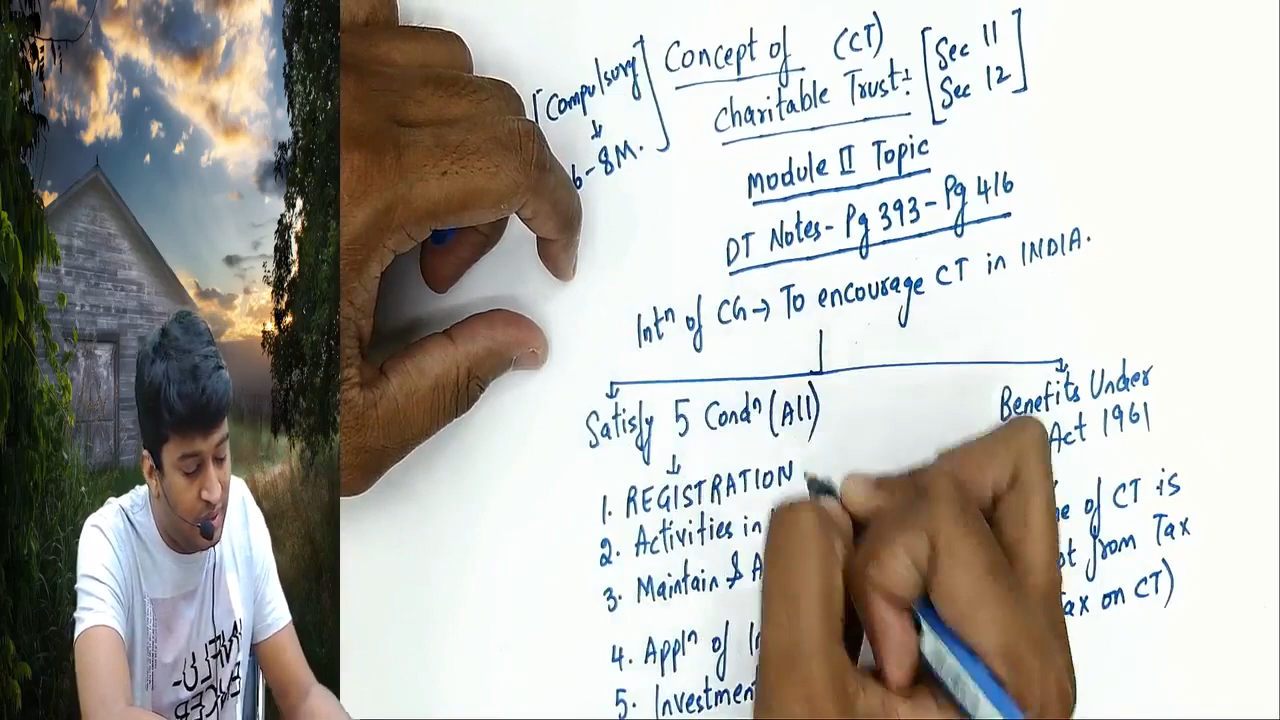 [Compulsory]
↓
6-8M.
Concept of (CT)
Charitable Trust:
[Sec 11
Sec 12]
Module II Topic
DT Notes- Pg 393 - Pg 416
Intⁿ of CG → To encourage CT in INDIA.
Satisfy 5 Condⁿ (All)
↓
1. REGISTRATION
2. Activities in
3. Maintain &
4. Applⁿ of
5.
Benefits Under
Act 1961
of CT is
from Tax
on CT)